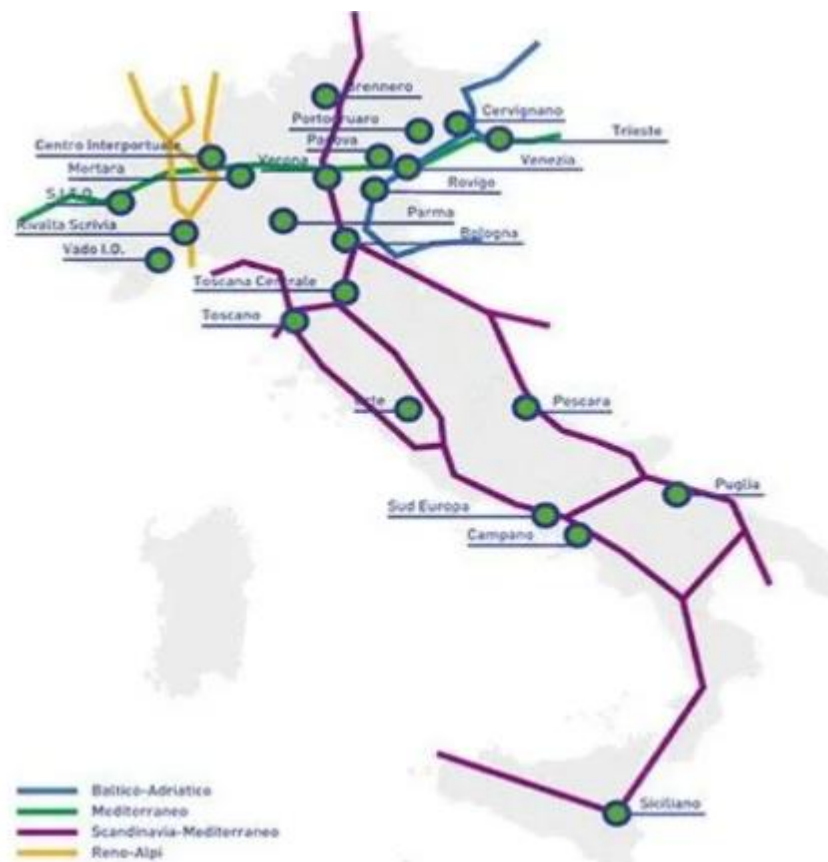 Brennero
Portogruaro
Cervignano
Centro Interportuale
Padova
Trieste
Mortara
Verona
Venezia
S.I.T.O.
Rovigo
Rivalta Scrivia
Parma
Vado I.O.
Bologna
Toscana Centrale
Toscano
Orte
Pescara
Sud Europa
Puglia
Campano
Siciliano
Baltico-Adriatico
Mediterraneo
Scandinavia-Mediterraneo
Reno-Alpi